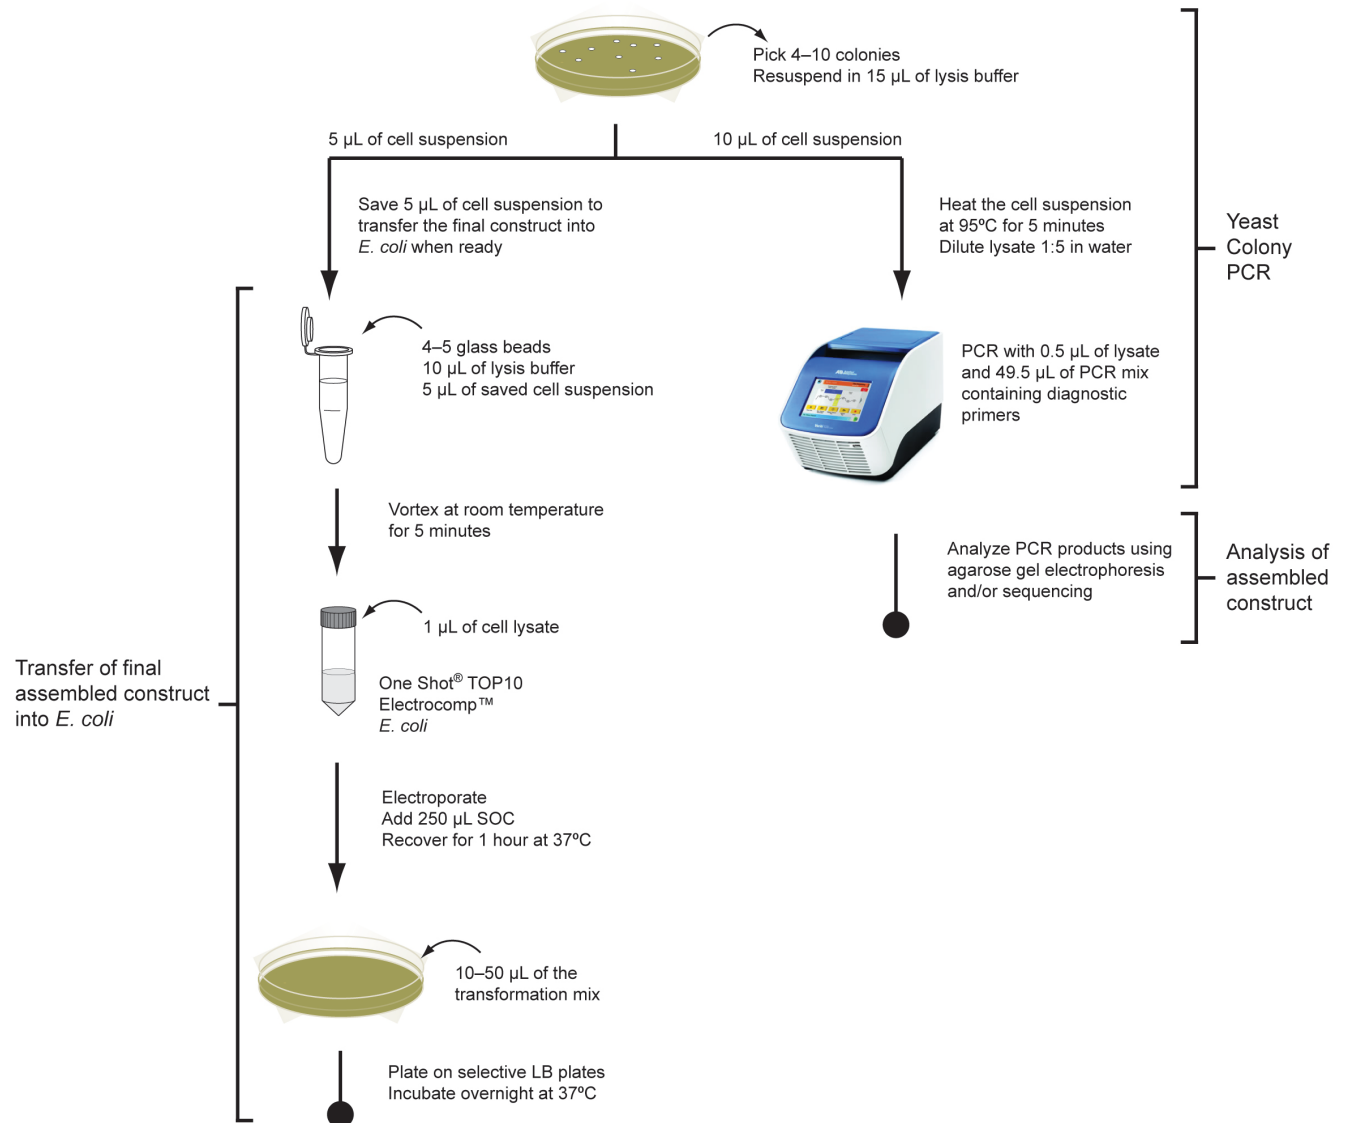 Pick 4–10 colonies
Resuspend in 15 µL of lysis buffer
5 µL of cell suspension
10 µL of cell suspension
Save 5 µL of cell suspension to
transfer the final construct into
E. coli when ready
Heat the cell suspension
at 95ºC for 5 minutes
Dilute lysate 1:5 in water
Yeast
Colony
PCR
4–5 glass beads
10 µL of lysis buffer
5 µL of saved cell suspension
PCR with 0.5 µL of lysate
and 49.5 µL of PCR mix
containing diagnostic
primers
Vortex at room temperature
for 5 minutes
Analyze PCR products using
agarose gel electrophoresis
and/or sequencing
Analysis of
assembled
construct
1 µL of cell lysate
One Shot® TOP10
Electrocomp™
E. coli
Transfer of final
assembled construct
into E. coli
Electroporate
Add 250 µL SOC
Recover for 1 hour at 37ºC
10–50 µL of the
transformation mix
Plate on selective LB plates
Incubate overnight at 37ºC